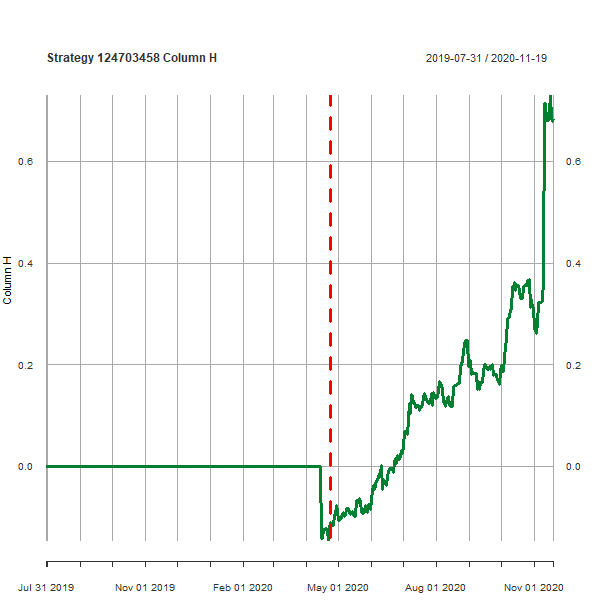 Strategy 124703458 Column H 2019-07-31 / 2020-11-19
0.6 0.6
0.4 0.4
Column H
0.2 0.2
0.0 0.0
Jul 31 2019 Nov 01 2019 Feb 01 2020 May 01 2020 Aug 01 2020 Nov 01 2020